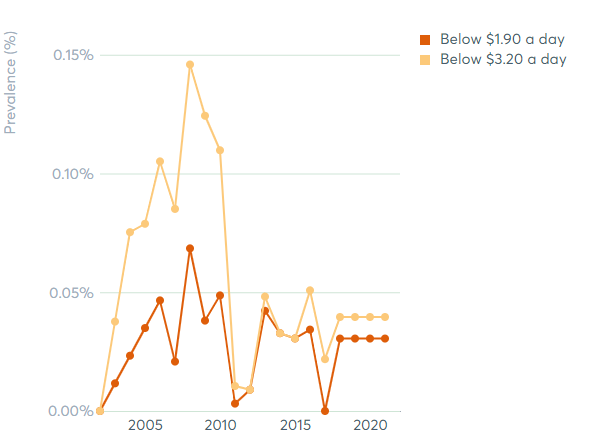 Prevalence (%)
0.15%
0.10%
0.05%
0.00%
2005 2010 2015 2020
Below $1.90 a day
Below $3.20 a day